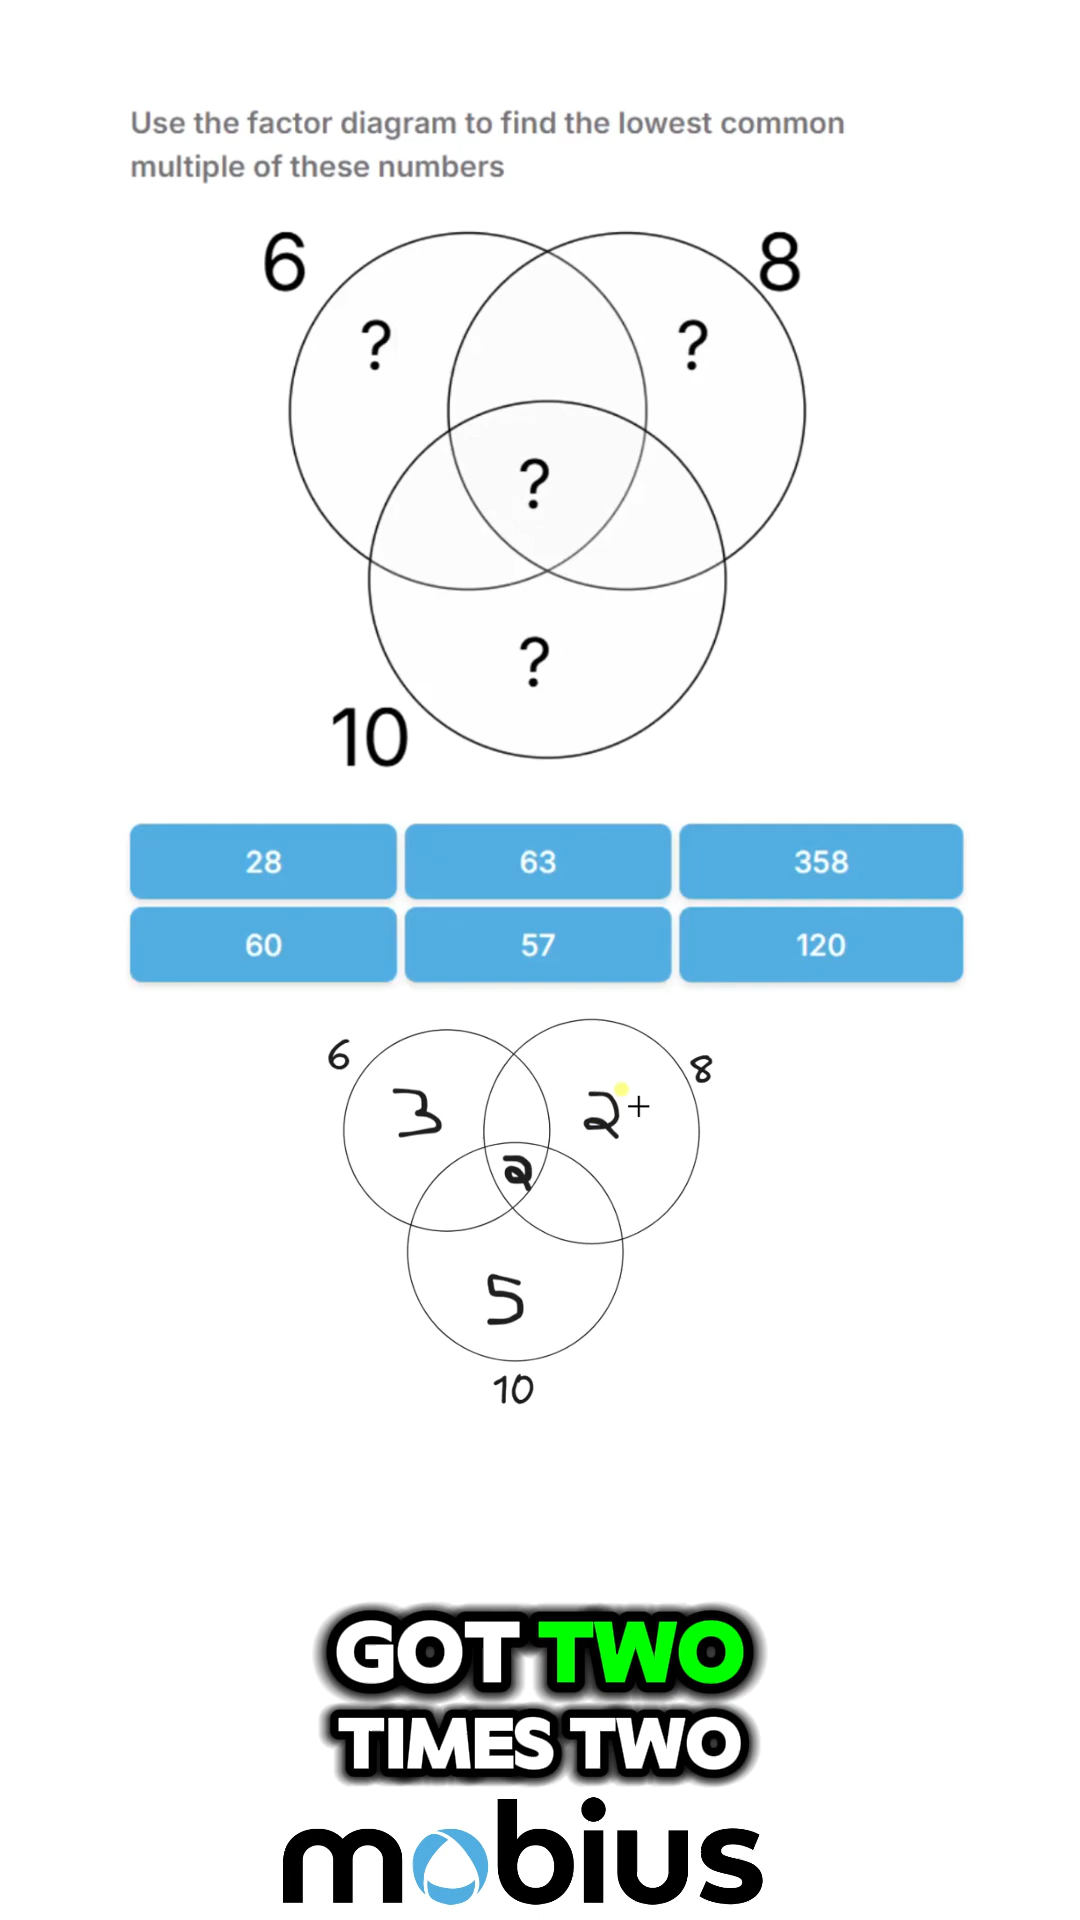 Use the factor diagram to find the lowest common
multiple of these numbers
6 8
? ?
?
?
10
28 63 358
60 57 120
6 8
3 2
2
5
10
GOT TWO
TIMES TWO
mobius